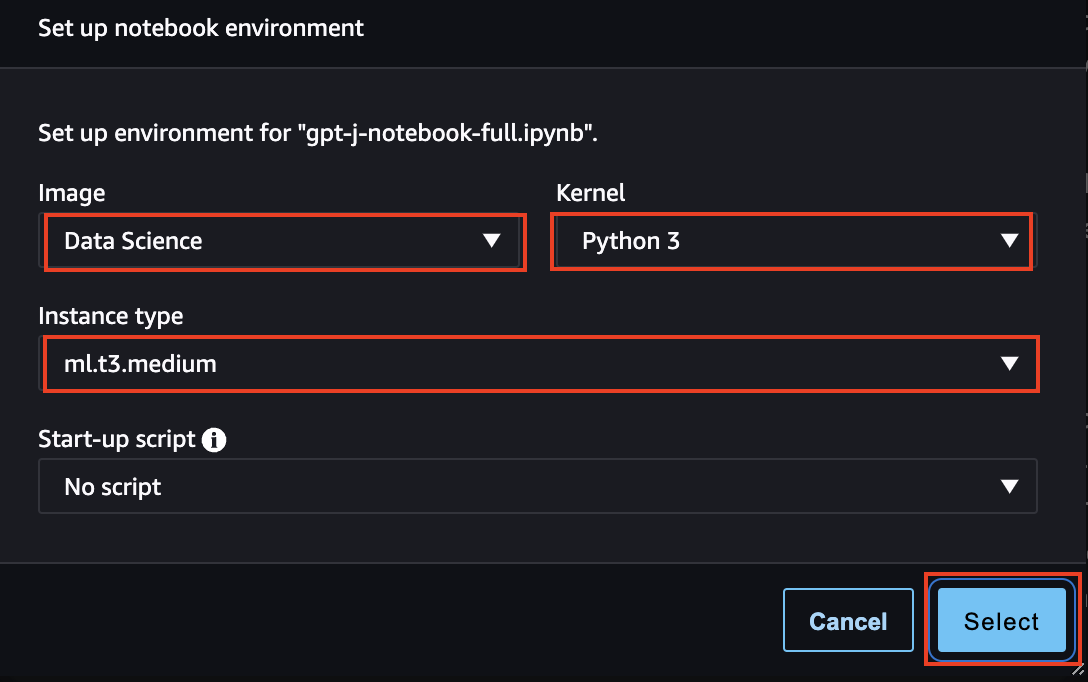 Set up notebook environment
Set up environment for "gpt-j-notebook-full.ipynb".
Image
Kernel
Data Science
Python 3
Instance type
ml.t3.medium
Start-up script
No script
Cancel
Select